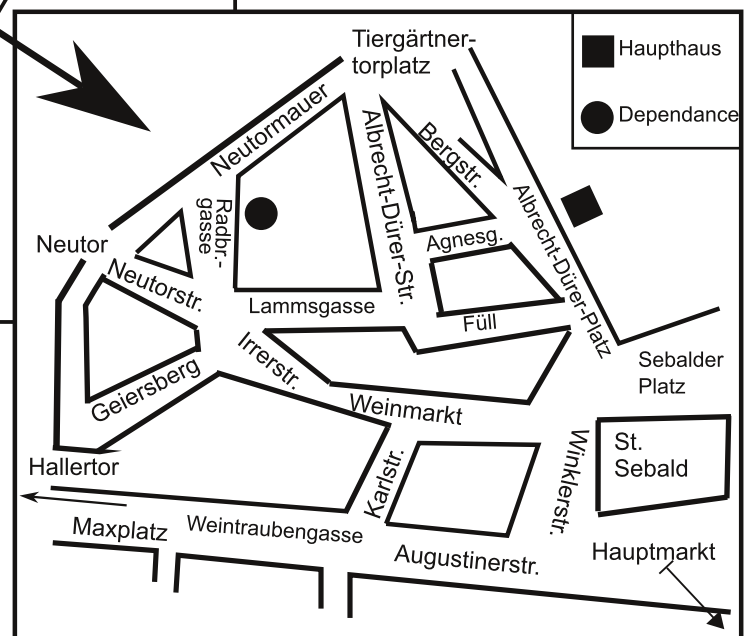 Tiergärtner-
torplatz
Haupthaus
Dependance
Neutormauer
Albrecht-Dürer-Str.
Bergstr.
Radbr.-
gasse
Albrecht-Dürer-Platz
Neutor
Agnesg.
Neutorstr.
Lammsgasse
Füll
Irrerstr.
Sebalder
Platz
Geiersberg
Weinmarkt
St.
Sebald
Winklerstr.
Karlstr.
Hallertor
Maxplatz
Weintraubengasse
Augustinerstr.
Hauptmarkt